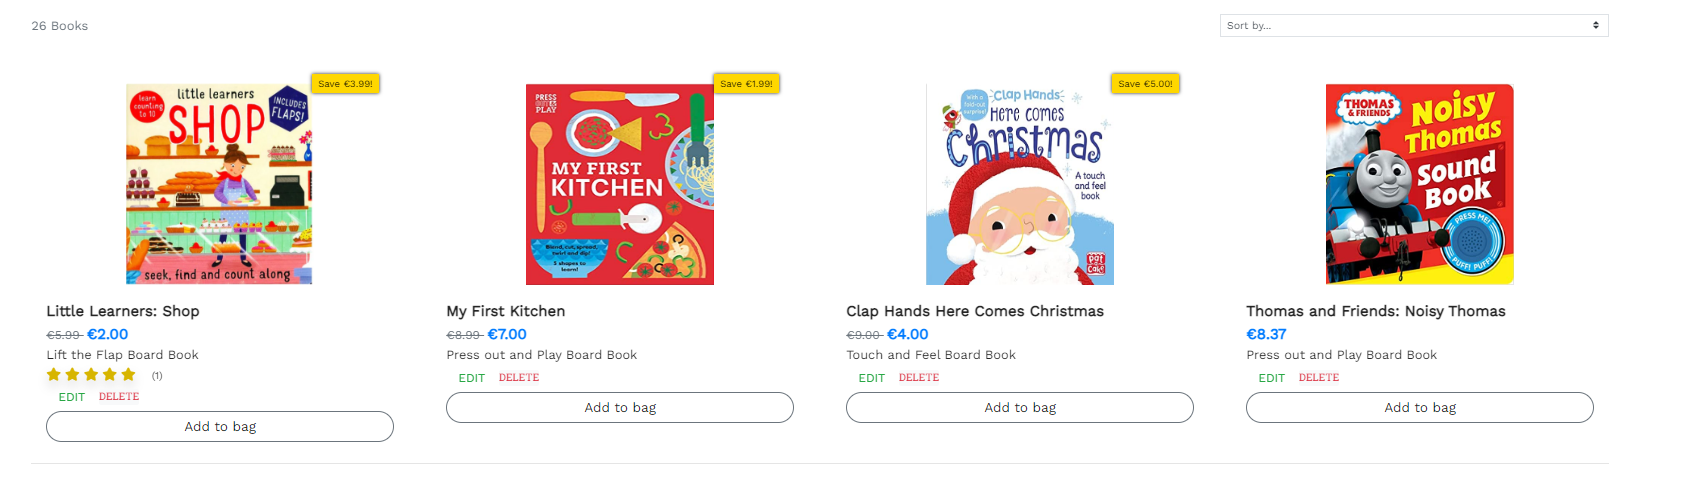 26 Books
Sort by...
Save €3.99!
learn
counting
to 10
little learners
INCLUDES
FLAPS!
SHOP
seek, find and count along
Little Learners: Shop
€5.99 €2.00
Lift the Flap Board Book
(1)
EDIT DELETE
Add to bag
Save €1.99!
PRESS
OUT &
PLAY
MY FIRST
KITCHEN
Blend, cut, spread,
twirl and dip!
3 shapes to
learn!
My First Kitchen
€8.99 €7.00
Press out and Play Board Book
EDIT DELETE
Add to bag
Save €5.00!
With a
fold-out
surprise!
Clap Hands
HERE COMES
Christmas
A touch
and feel
book
Pat
a
Cake
Clap Hands Here Comes Christmas
€9.00 €4.00
Touch and Feel Board Book
EDIT DELETE
Add to bag
THOMAS
& FRIENDS
Noisy
Thomas
Sound
Book
PRESS ME!
PUFF! PUFF!
Thomas and Friends: Noisy Thomas
€8.37
Press out and Play Board Book
EDIT DELETE
Add to bag